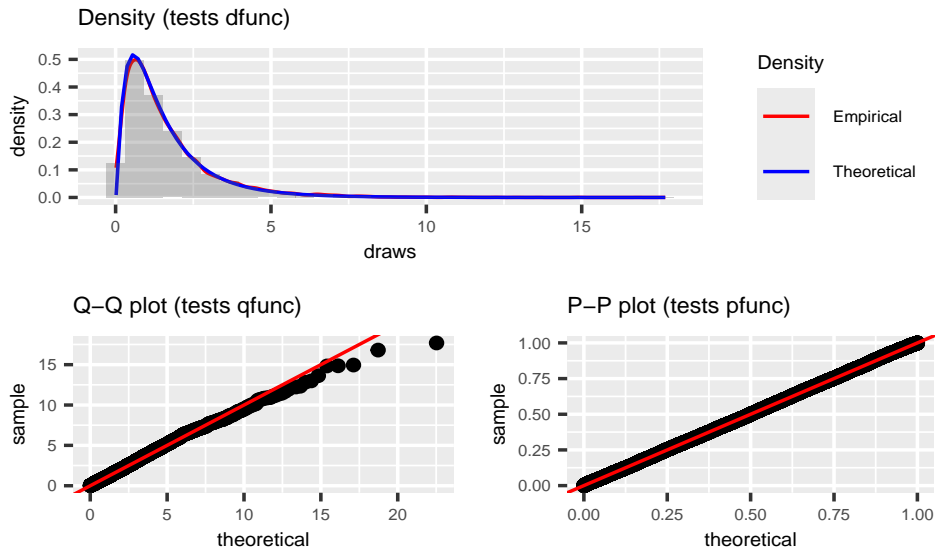 Density (tests dfunc)
0.5
0.4
0.3
0.2
0.1
0.0
density
0
5
10
15
draws
Density
Empirical
Theoretical
Q−Q plot (tests qfunc)
15
10
5
0
sample
0
5
10
15
20
theoretical
P−P plot (tests pfunc)
1.00
0.75
0.50
0.25
0.00
sample
0.00
0.25
0.50
0.75
1.00
theoretical